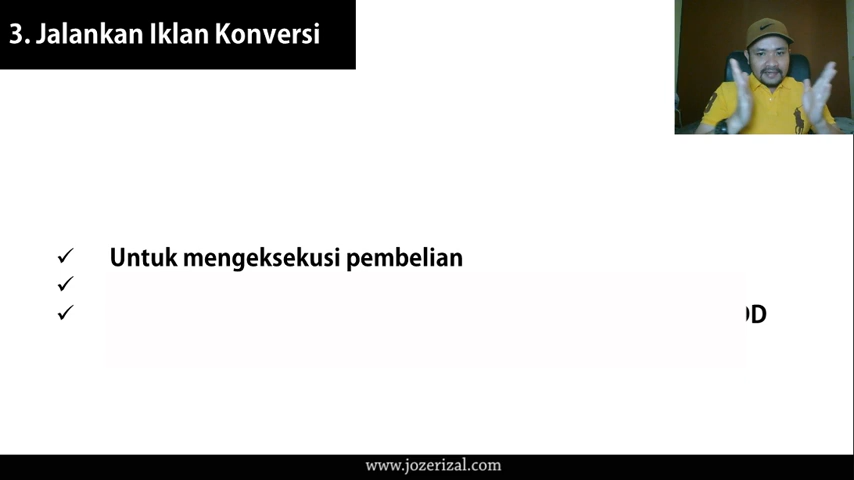 3. Jalankan Iklan Konversi
✓ Untuk mengeksekusi pembelian
✓
✓
www.jozerizal.com